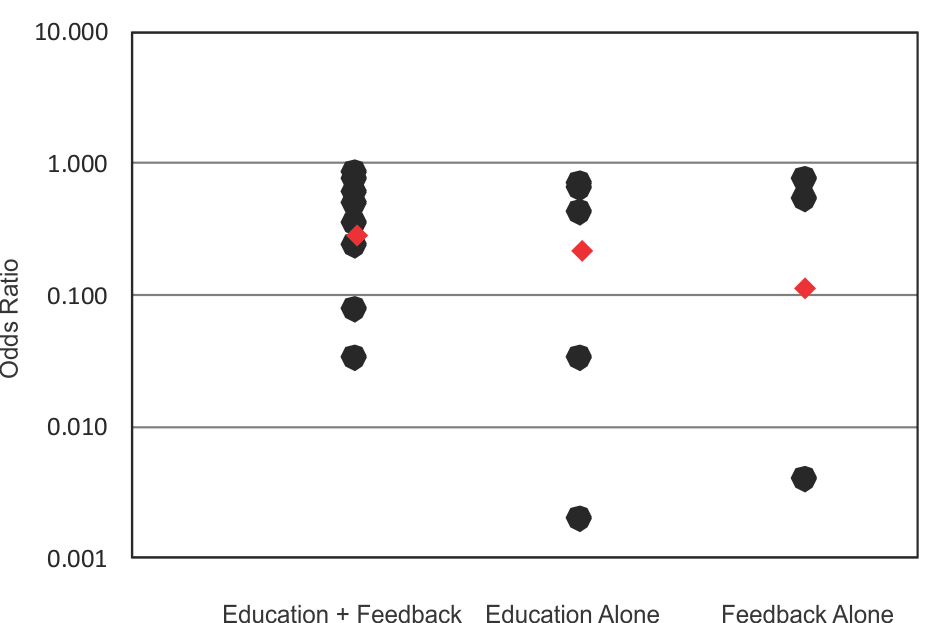 10.000
1.000
0.100
0.010
0.001
Odds Ratio
Education + Feedback
Education Alone
Feedback Alone